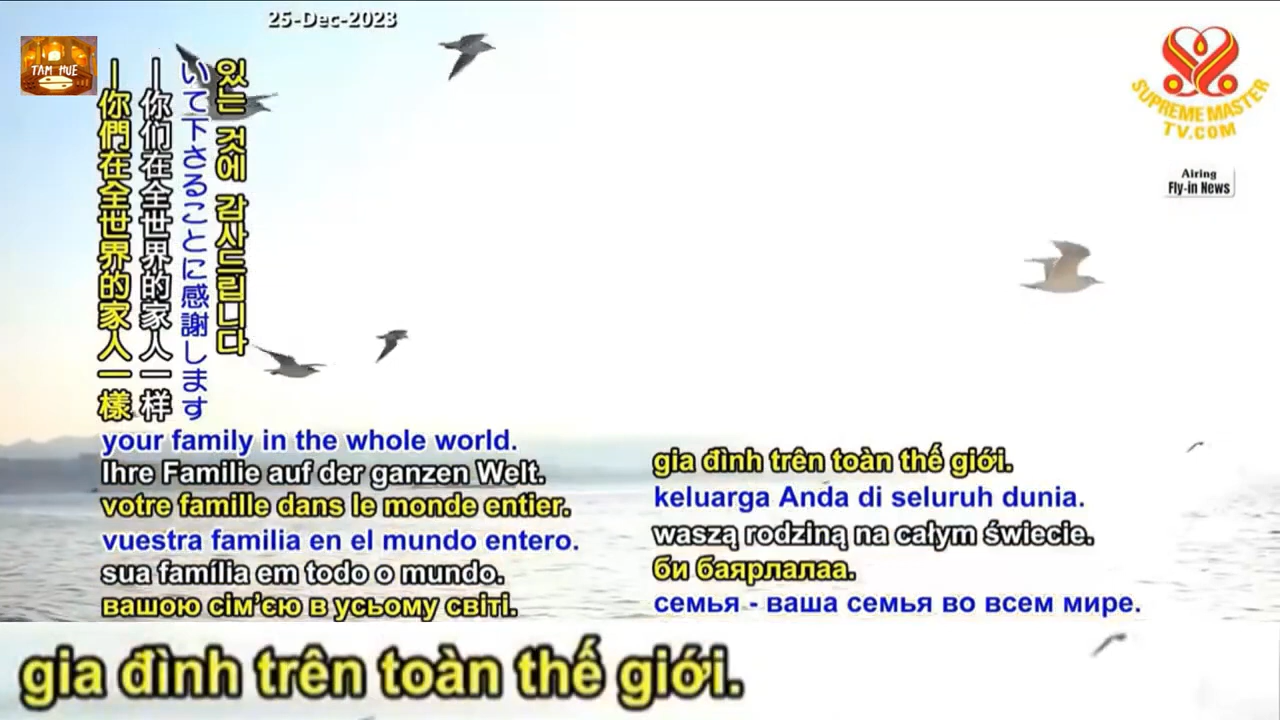 25-Dec-2023
TÂM HUỆ
SUPREME MASTER
TV.COM
Airing
Fly-in News
있는 것에 감사드립니다
いて下さることに感謝します
—你们在全世界的家人一样
—你們在全世界的家人一樣
your family in the whole world.
Ihre Familie auf der ganzen Welt.
votre famille dans le monde entier.
vuestra familia en el mundo entero.
sua família em todo o mundo.
вашою сім’єю в усьому світі.
gia đình trên toàn thế giới.
keluarga Anda di seluruh dunia.
waszą rodziną na całym świecie.
би баярлалаа.
семья - ваша семья во всем мире.
gia đình trên toàn thế giới.